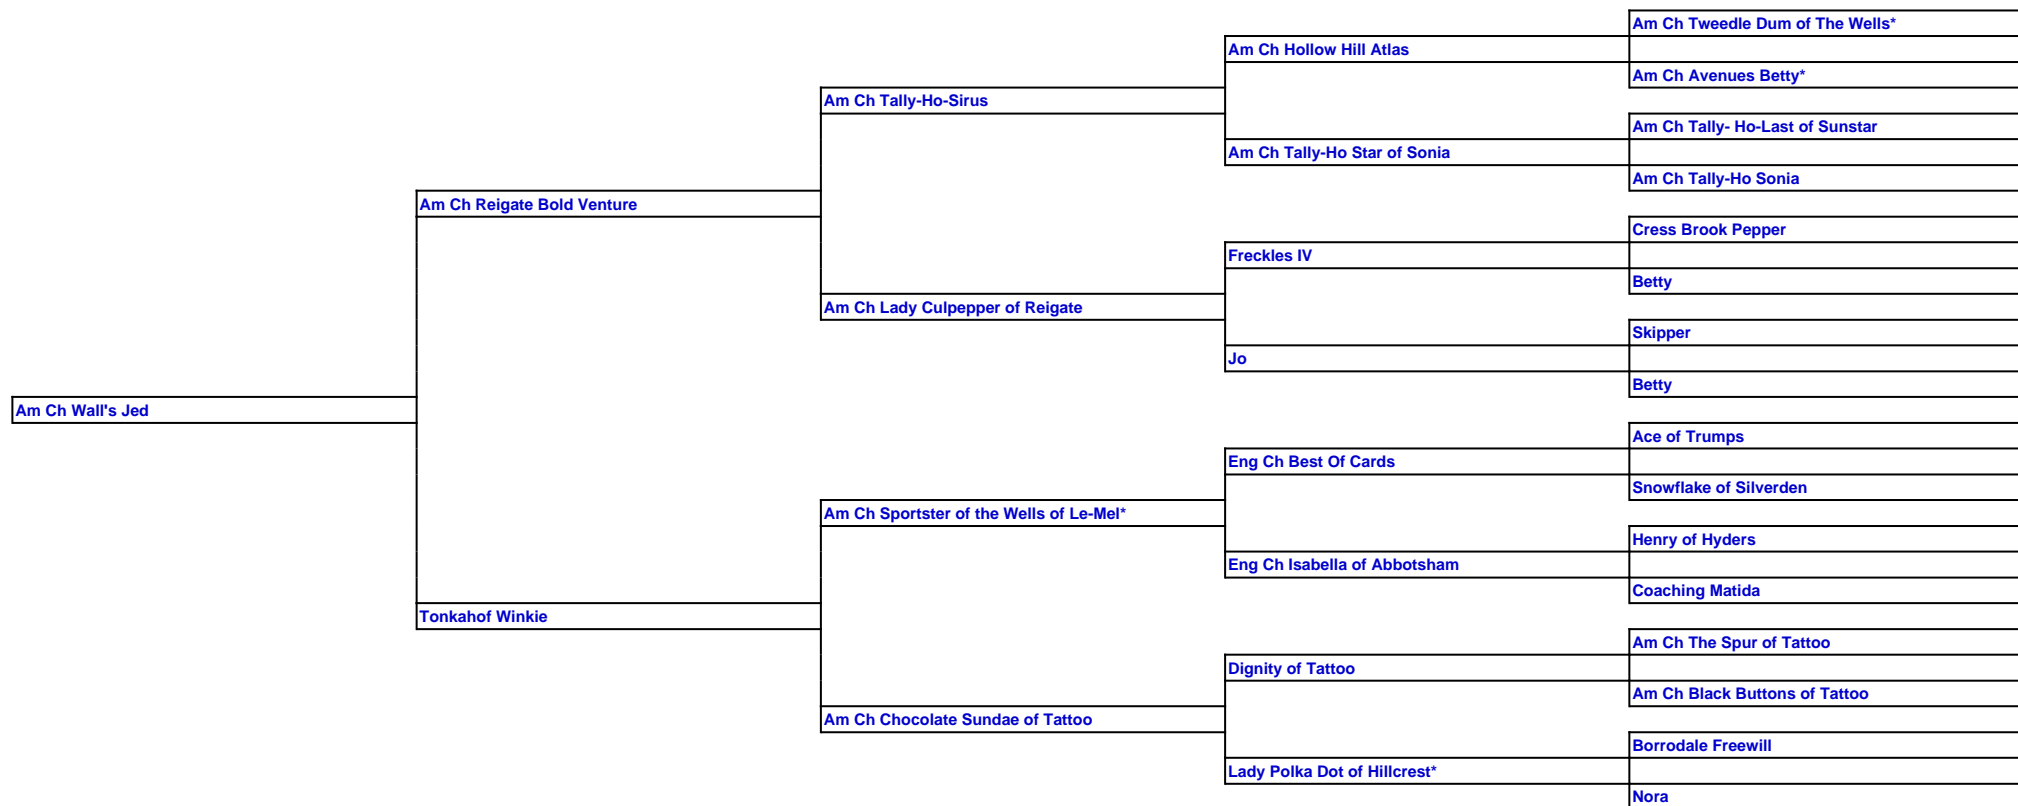 Am Ch Tweedle Dum of The Wells*
Am Ch Hollow Hill Atlas
Am Ch Avenues Betty*
Am Ch Tally-Ho-Sirus
Am Ch Tally- Ho-Last of Sunstar
Am Ch Tally-Ho Star of Sonia
Am Ch Tally-Ho Sonia
Am Ch Reigate Bold Venture
Cress Brook Pepper
Freckles IV
Betty
Am Ch Lady Culpepper of Reigate
Skipper
Jo
Betty
Am Ch Wall's Jed
Ace of Trumps
Eng Ch Best Of Cards
Snowflake of Silverden
Am Ch Sportster of the Wells of Le-Mel*
Henry of Hyders
Eng Ch Isabella of Abbotsham
Coaching Matida
Tonkahof Winkie
Am Ch The Spur of Tattoo
Dignity of Tattoo
Am Ch Black Buttons of Tattoo
Am Ch Chocolate Sundae of Tattoo
Borrodale Freewill
Lady Polka Dot of Hillcrest*
Nora